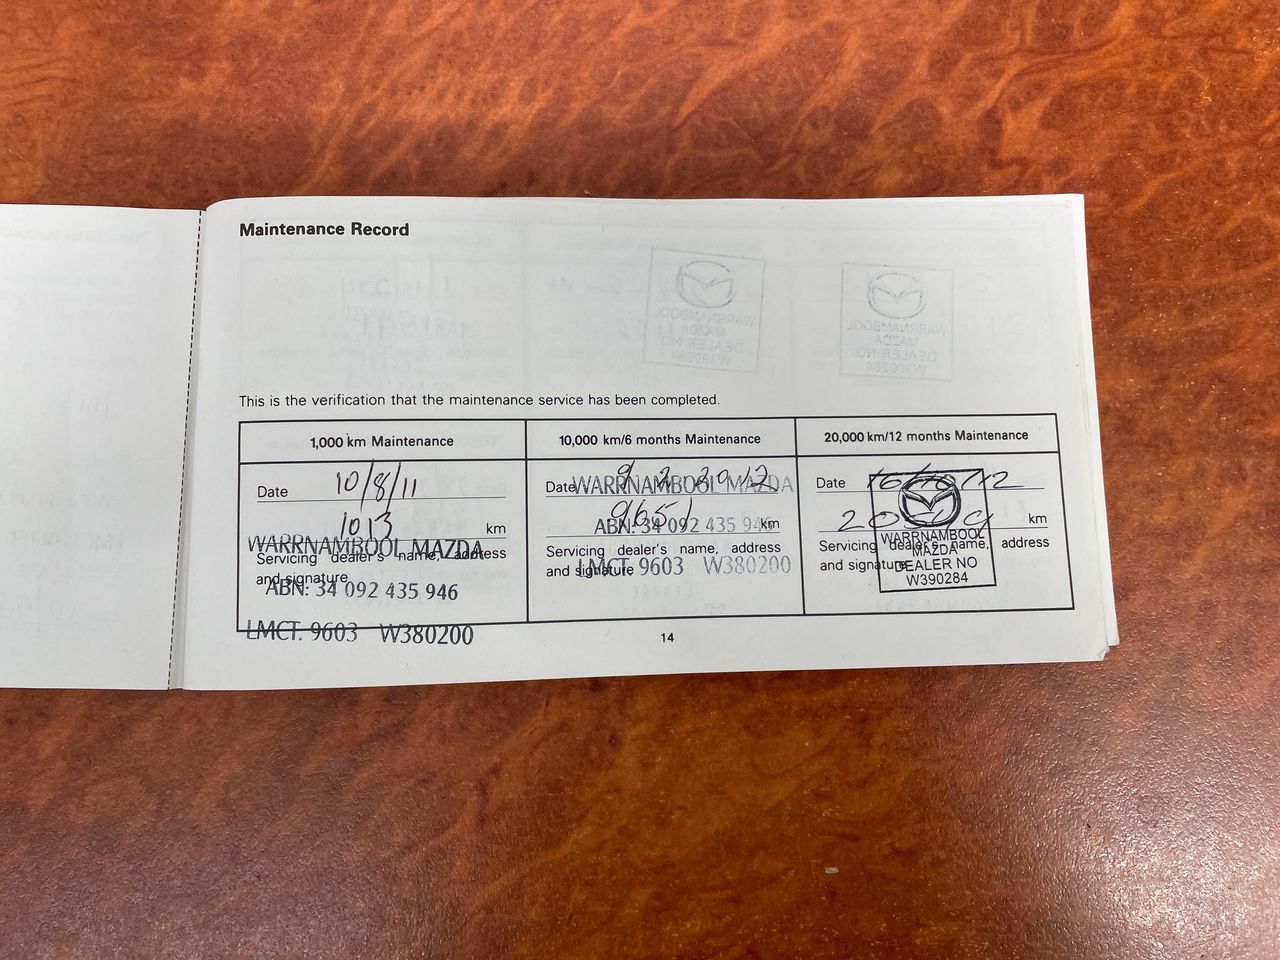 Maintenance Record
This is the verification that the maintenance service has been completed.
1,000 km Maintenance
Date 10/8/11
1013 km
WARRNAMBOOL MAZDA
Servicing dealer's name, address
and signature
ABN: 34 092 435 946
LMCT. 9603 W380200
10,000 km/6 months Maintenance
Date 9/2/2012
WARRNAMBOOL MAZDA
9651 km
ABN: 34 092 435 946
Servicing dealer's name, address
and signature
LMCT 9603 W380200
20,000 km/12 months Maintenance
Date
km
Servicing dealer's name, address
and signature
WARRNAMBOOL
MAZDA
DEALER NO
W390284
14